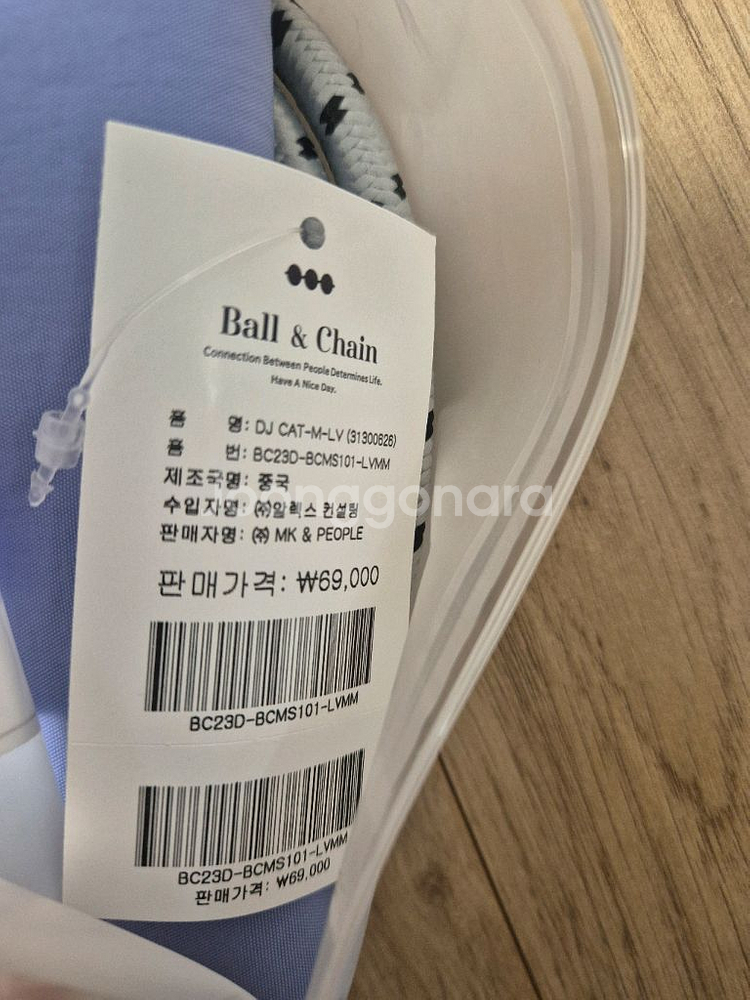 Ball & Chain
Connection Between People Determines Life.
Have A Nice Day.
품 명: DJ CAT-M-LV (31300626)
품 번: BC23D-BCMS101-LVMM
제조국명: 중국
수입자명: ㈜알렉스 컨설팅
판매자명: ㈜ MK & PEOPLE
판매가격: ₩69,000
BC23D-BCMS101-LVMM
BC23D-BCMS101-LVMM
판매가격: ₩69,000
joonggonara